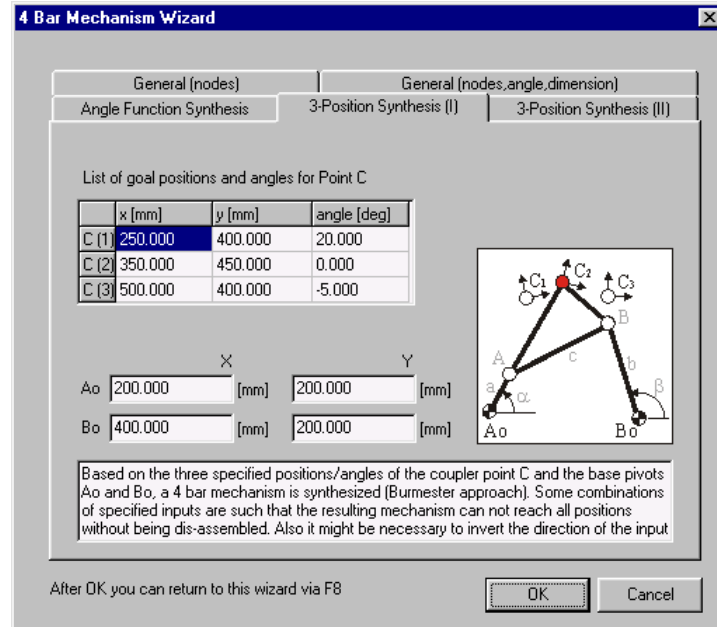 4 Bar Mechanism Wizard
General (nodes)
General (nodes,angle,dimension)
Angle Function Synthesis
3-Position Synthesis (I)
3-Position Synthesis (II)
List of goal positions and angles for Point C
x [mm] y [mm] angle [deg]
C (1) 250.000 400.000 20.000
C (2) 350.000 450.000 0.000
C (3) 500.000 400.000 -5.000
X Y
Ao 200.000 [mm] 200.000 [mm]
Bo 400.000 [mm] 200.000 [mm]
C1 C2 C3
B
A
c
b
a
α
β
Ao Bo
Based on the three specified positions/angles of the coupler point C and the base pivots
Ao and Bo, a 4 bar mechanism is synthesized (Burmester approach). Some combinations
of specified inputs are such that the resulting mechanism can not reach all positions
without being dis-assembled. Also it might be necessary to invert the direction of the input
After OK you can return to this wizard via F8
OK
Cancel